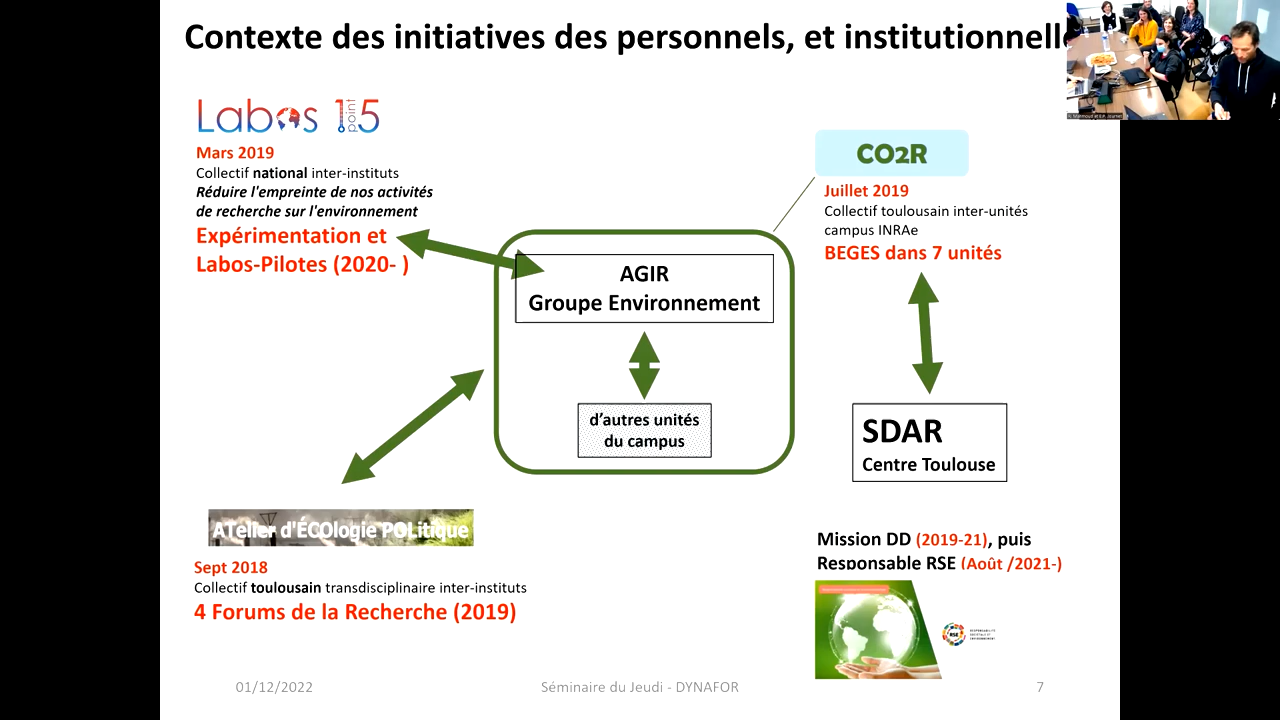 Contexte des initiatives des personnels, et institutionnell
Labos 1point5
Mars 2019
Collectif national inter-instituts
Réduire l'empreinte de nos activités
de recherche sur l'environnement
Expérimentation et
Labos-Pilotes (2020- )
CO2R
Juillet 2019
Collectif toulousain inter-unités
campus INRAe
BEGES dans 7 unités
AGIR
Groupe Environnement
d'autres unités
du campus
SDAR
Centre Toulouse
ATelier d'ÉCOlogie POLitique
Sept 2018
Collectif toulousain transdisciplinaire inter-instituts
4 Forums de la Recherche (2019)
Mission DD (2019-21), puis
Responsable RSE (Août /2021-)
RSE
01/12/2022
Séminaire du Jeudi - DYNAFOR
7